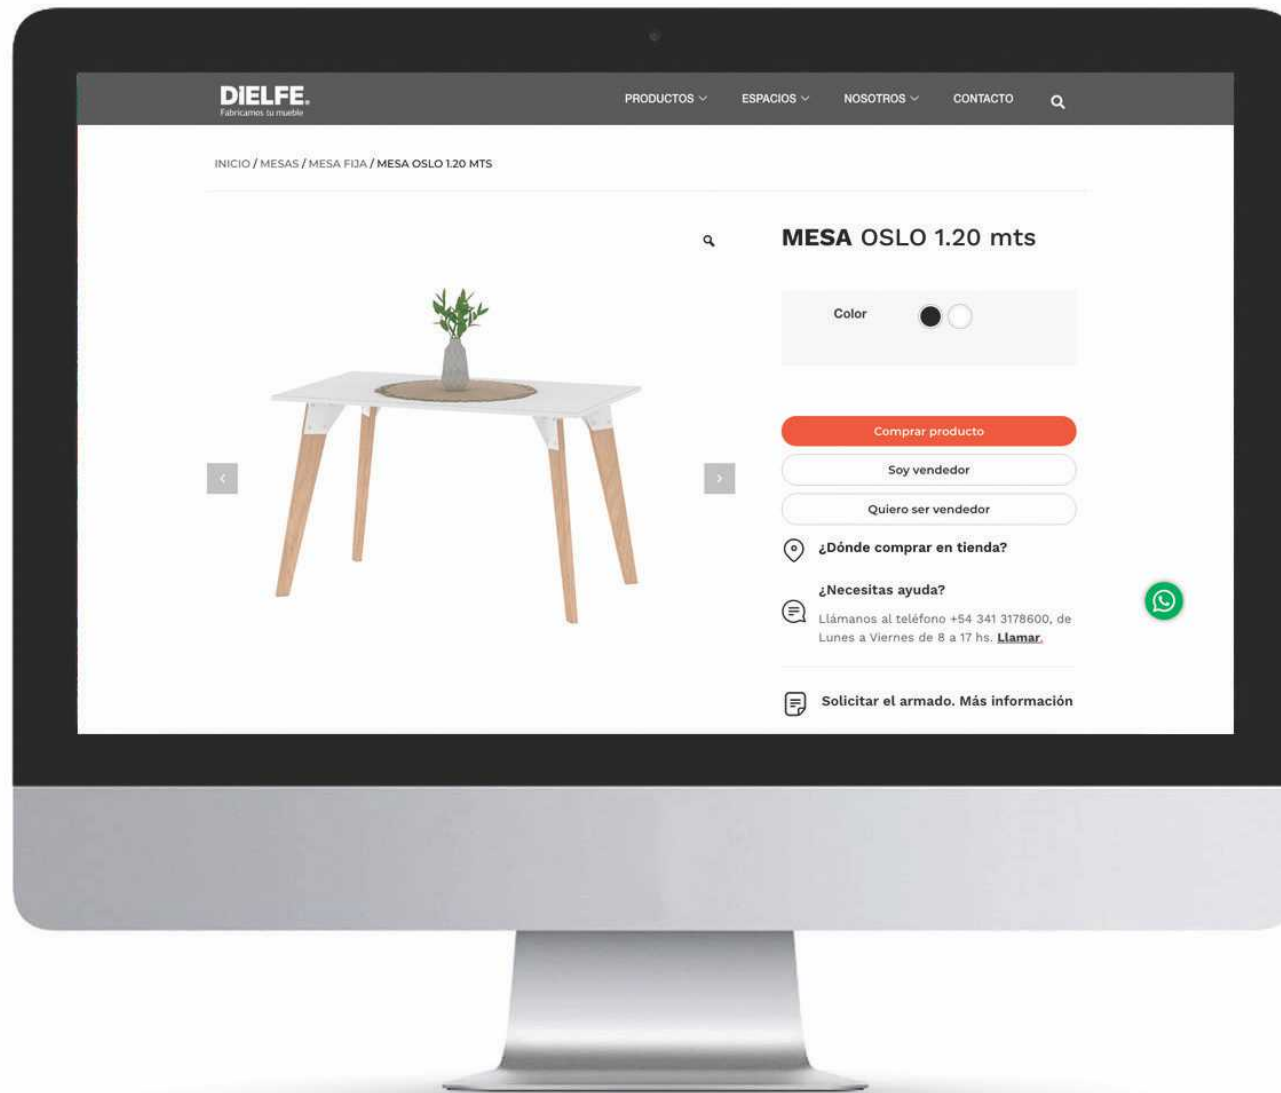 DiELFE.
Fabricamos tu mueble
PRODUCTOS
ESPACIOS
NOSOTROS
CONTACTO
INICIO / MESAS / MESA FIJA / MESA OSLO 1.20 MTS
MESA OSLO 1.20 mts
Color
Comprar producto
Soy vendedor
Quiero ser vendedor
¿Dónde comprar en tienda?
¿Necesitas ayuda?
Llámanos al teléfono +54 341 3178600, de
Lunes a Viernes de 8 a 17 hs. Llamar.
Solicitar el armado. Más información